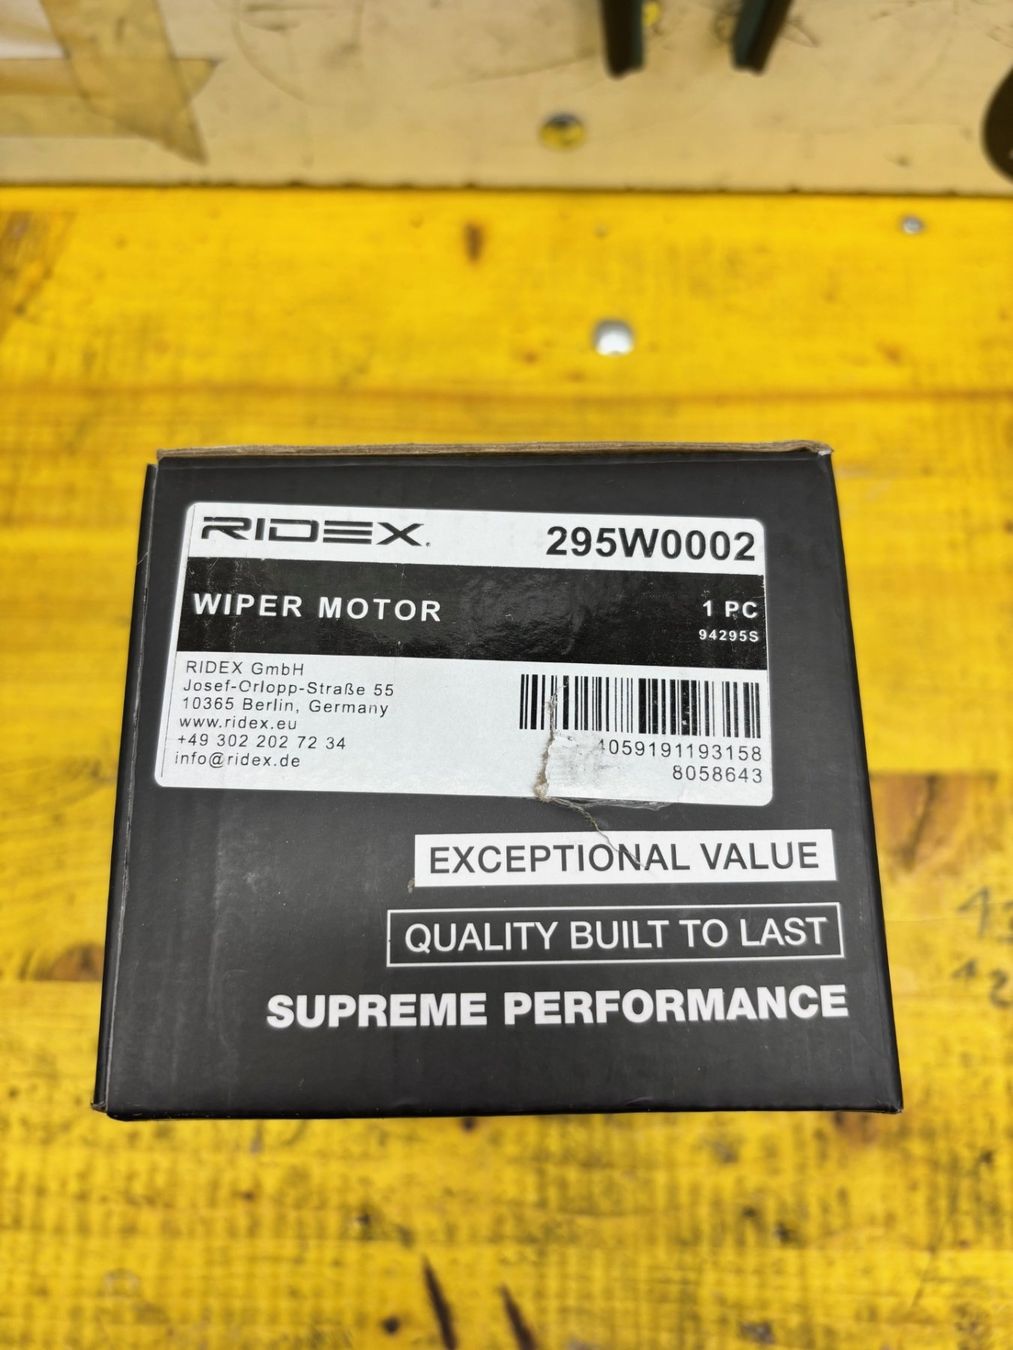 RIDEX
295W0002
WIPER MOTOR
1 PC
94295S
RIDEX GmbH
Josef-Orlopp-Straße 55
10365 Berlin, Germany
www.ridex.eu
+49 302 202 72 34
info@ridex.de
4059191193158
8058643
EXCEPTIONAL VALUE
QUALITY BUILT TO LAST
SUPREME PERFORMANCE